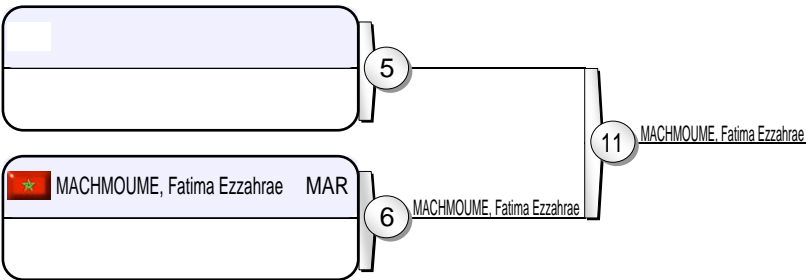 5
11 MACHMOUME, Fatima Ezzahrae
MACHMOUME, Fatima Ezzahrae MAR
6 MACHMOUME, Fatima Ezzahrae